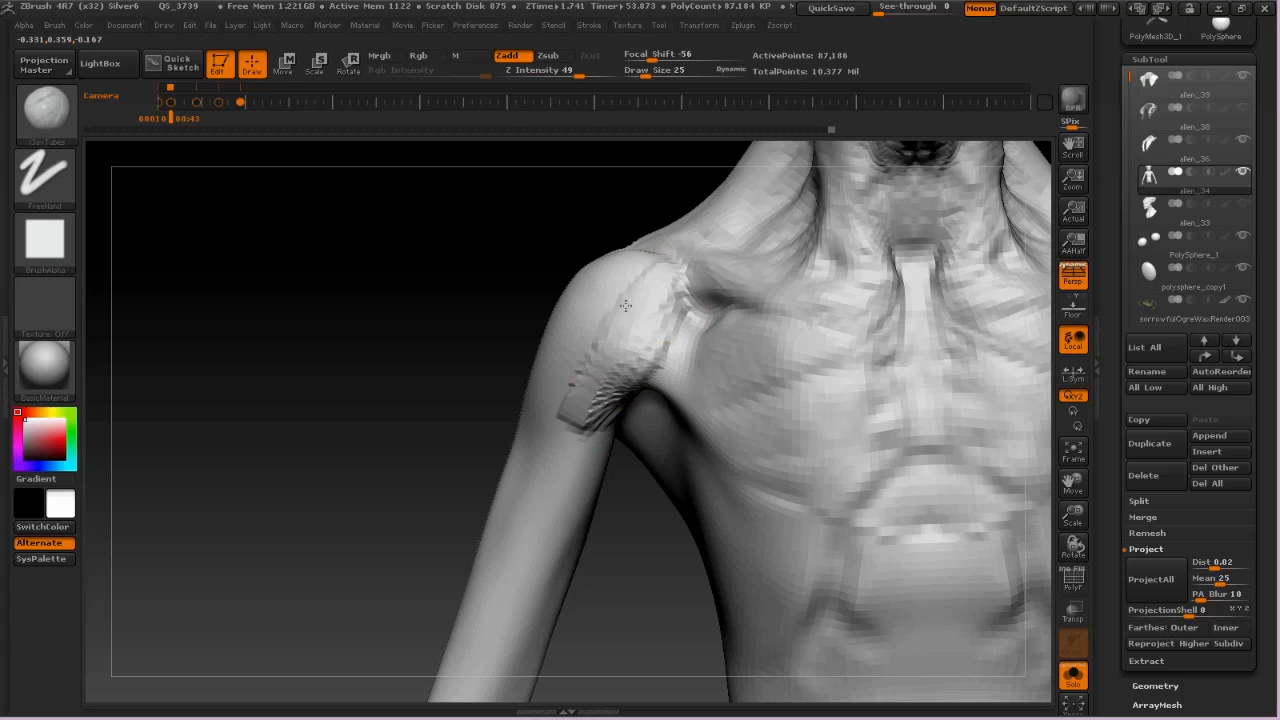 ZBrush 4R7 (x32) Silver6 QS_3739 • Free Mem 1.221GB • Active Mem 1122 • Scratch Disk 875 • ZTime▸1.741 Timer▸53.873 • PolyCount▸87.184 KP • M QuickSave See-through 0 Menus DefaultZScript
Alpha Brush Color Document Draw Edit File Layer Light Macro Marker Material Movie Picker Preferences Render Stencil Stroke Texture Tool Transform Zplugin Zscript
-0.331,0.359,-0.167
Projection Master
LightBox
Quick Sketch
Edit
Draw
Move
Scale
Rotate
Mrgb Rgb M
Rgb Intensity
Zadd Zsub Zcut
Z Intensity 49
Focal Shift -56
Draw Size 25 Dynamic
ActivePoints: 87,186
TotalPoints: 10.377 Mil
Camera
00010 00:43
ClayTubes
FreeHand
BrushAlpha
Texture Off
BasicMaterial
Gradient
SwitchColor
Alternate
SysPalette
BPR
SPix
Scroll
Zoom
Actual
AAHalf
Persp
Floor
Local
L.Sym
XYZ
Frame
Move
Scale
Rotate
Line Fill
PolyF
Transp
Solo
PolyMesh3D_1 PolySphere
SubTool
alien_39
alien_38
alien_36
alien_34
alien_33
PolySphere_1
polysphere_copy1
sorrowfulOgreWaxRender003
List All
Rename AutoReorder
All Low All High
Copy Paste
Duplicate
Append
Insert
Delete
Del Other
Del All
Split
Merge
Remesh
Project
ProjectAll
Dist 0.02
Mean 25
PA Blur 10
ProjectionShell 0 X Y Z
Farthest Outer Inner
Reproject Higher Subdiv
Extract
Geometry
ArrayMesh